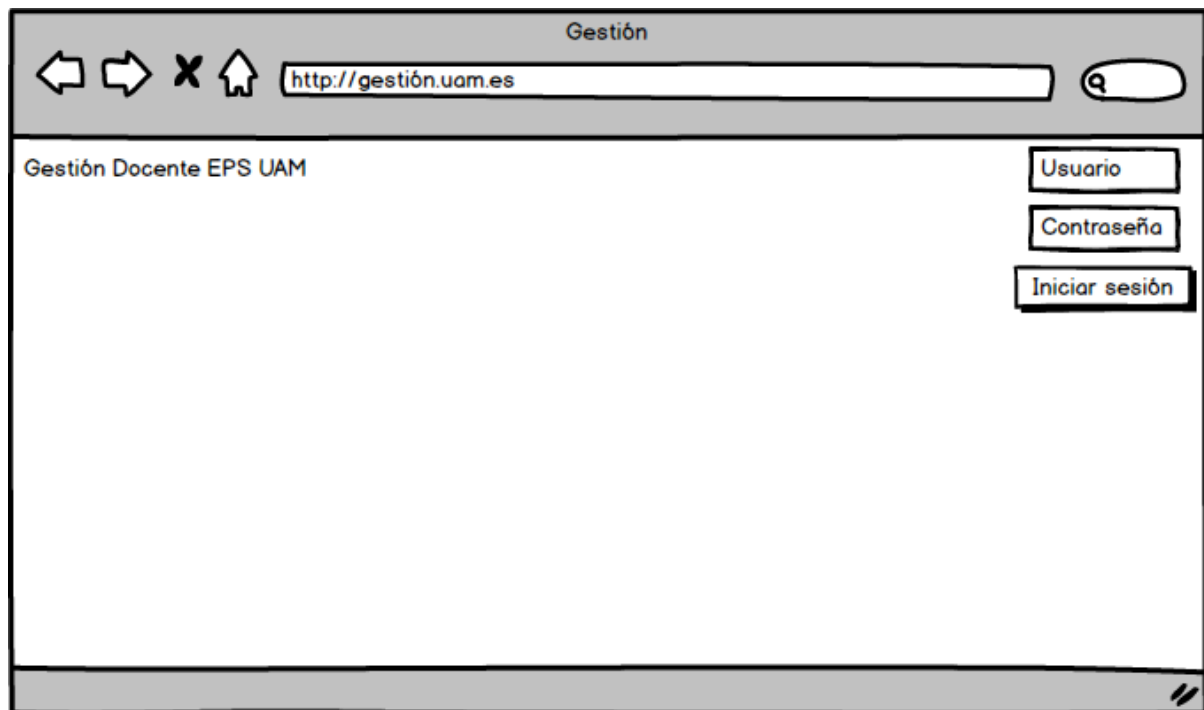 Gestión
http://gestión.uam.es
Gestión Docente EPS UAM
Usuario
Contraseña
Iniciar sesión